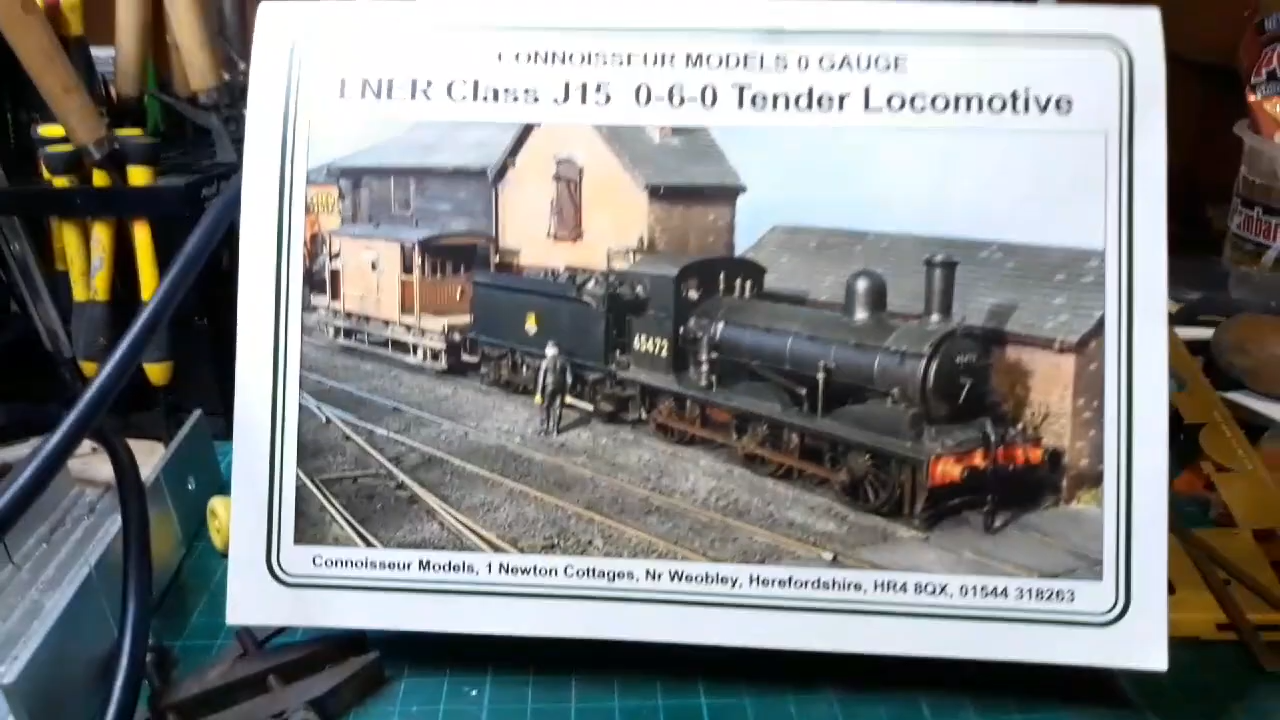 CONNOISSEUR MODELS 0 GAUGE
LNER Class J15 0-6-0 Tender Locomotive
65472
7
Connoisseur Models, 1 Newton Cottages, Nr Weobley, Herefordshire, HR4 8QX, 01544 318263